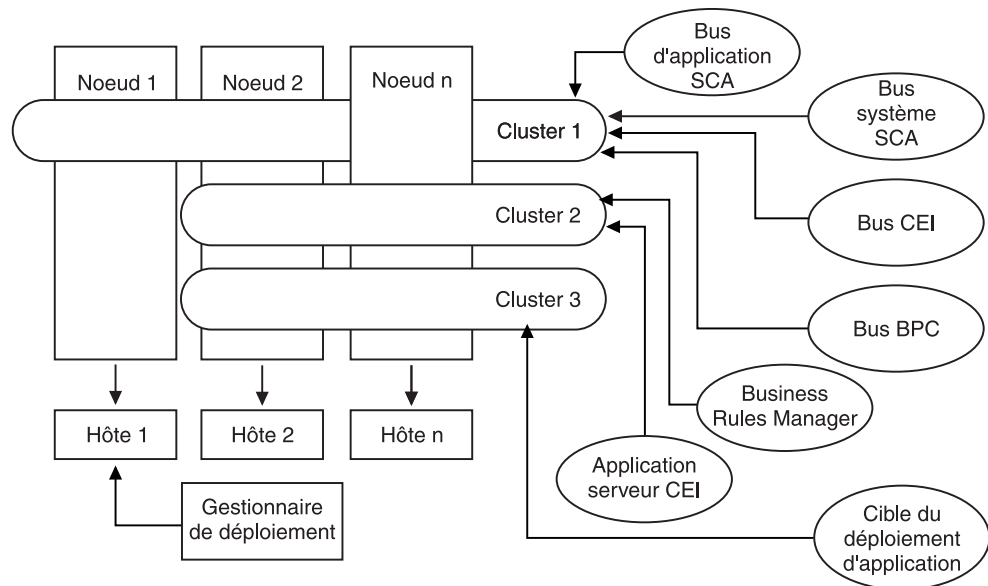 Noeud 1
Noeud 2
Noeud n
Bus
d'application
SCA
Cluster 1
Bus
système
SCA
Cluster 2
Bus CEI
Cluster 3
Bus BPC
Business
Rules Manager
Hôte 1
Hôte 2
Hôte n
Application
serveur CEI
Gestionnaire
de déploiement
Cible du
déploiement
d'application